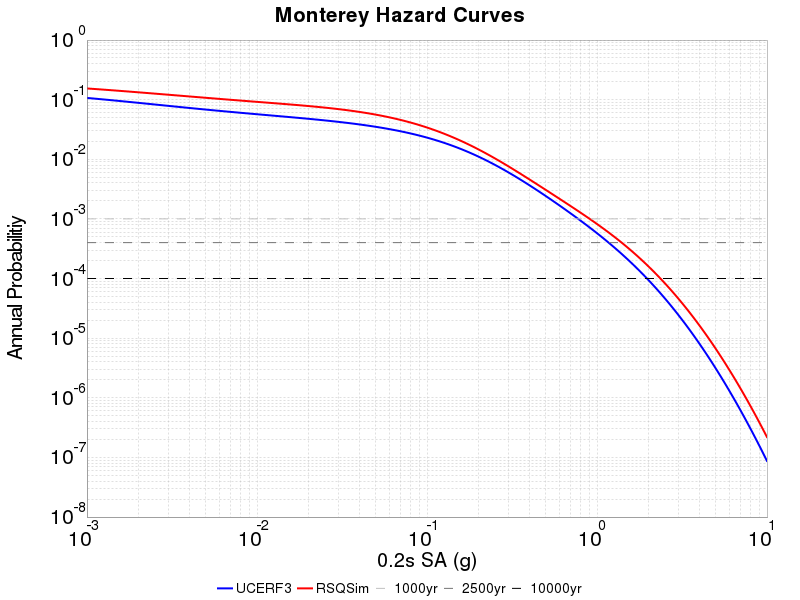 Monterey Hazard Curves
Annual Probabilitiy
10^0
10^-1
10^-2
10^-3
10^-4
10^-5
10^-6
10^-7
10^-8
10^-3 10^-2 10^-1 10^0 10^1
0.2s SA (g)
UCERF3 RSQSim 1000yr 2500yr 10000yr